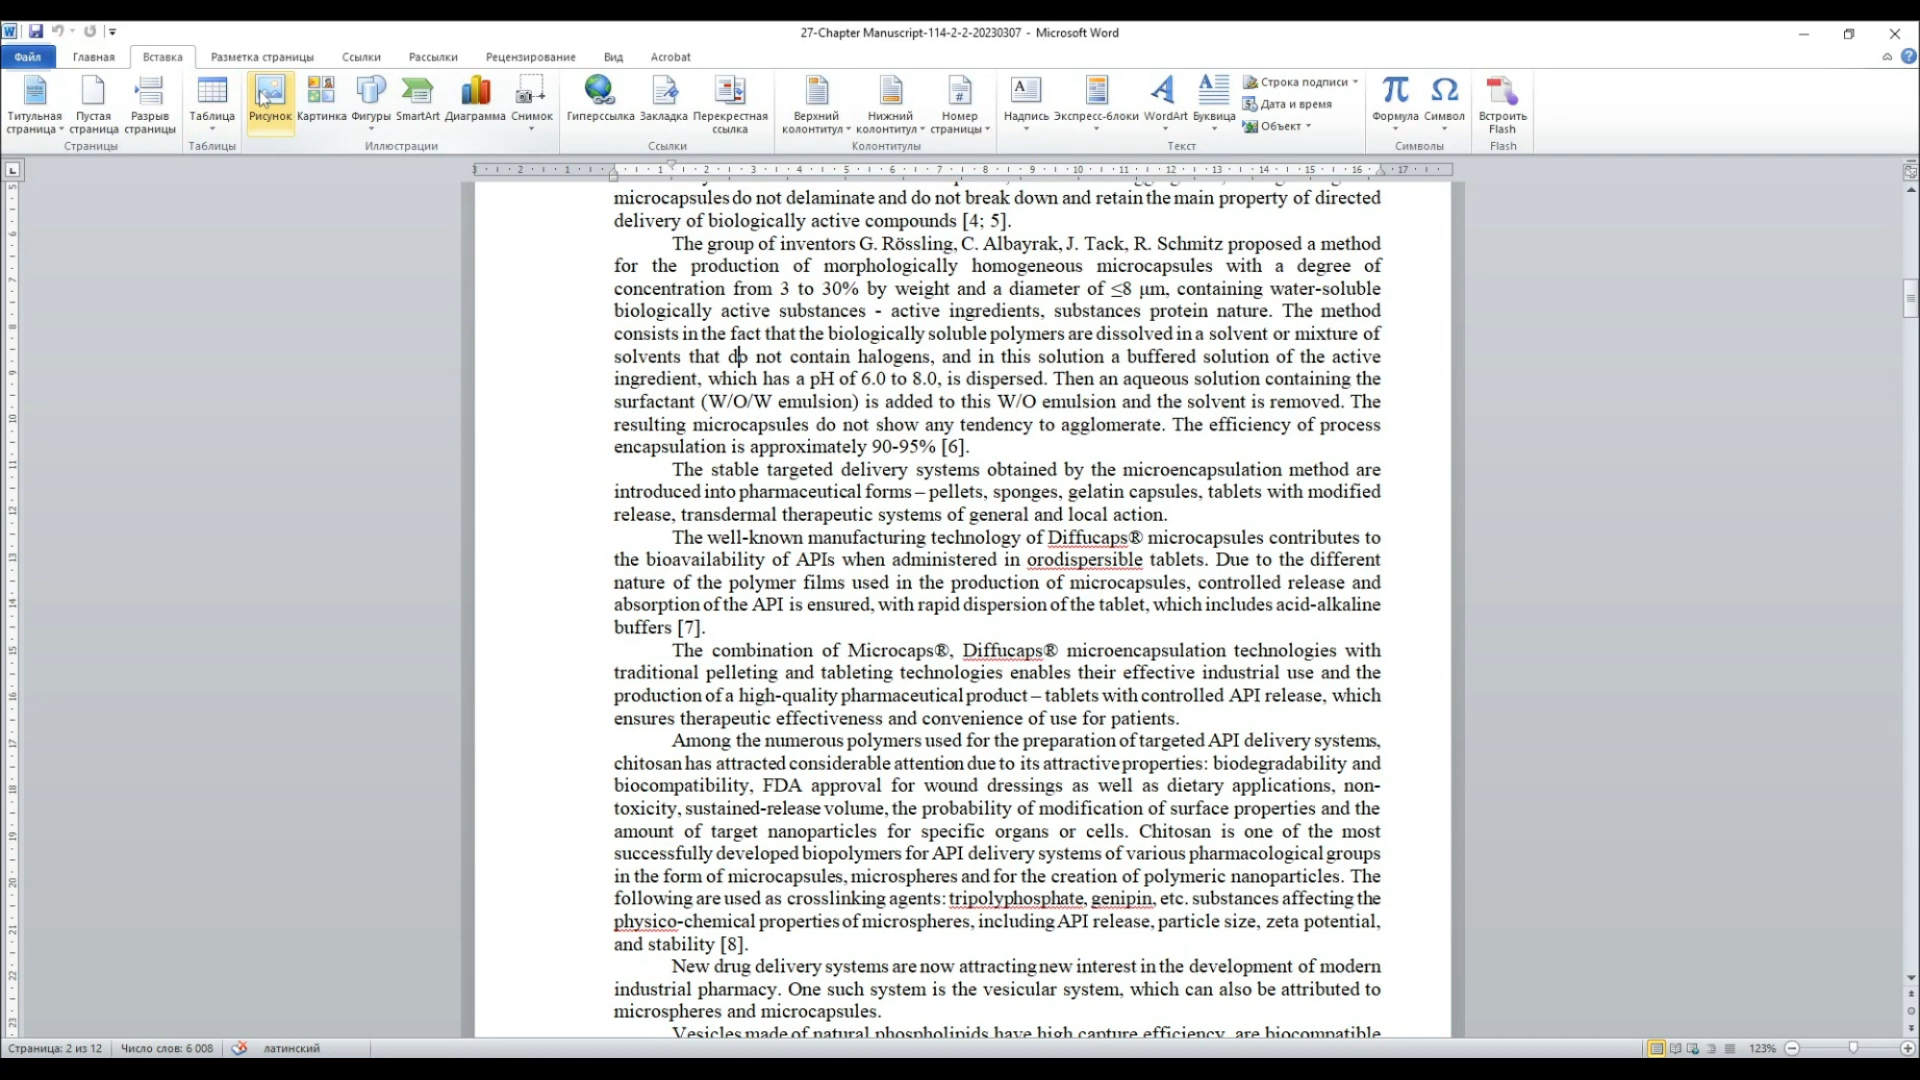 27-Chapter Manuscript-114-2-2-20230307 - Microsoft Word
Файл Главная Вставка Разметка страницы Ссылки Рассылки Рецензирование Вид Acrobat
Титульная страница Пустая страница Разрыв страницы Таблица Рисунок Картинка Фигуры SmartArt Диаграмма Снимок Гиперссылка Закладка Перекрестная ссылка Верхний колонтитул Нижний колонтитул Номер страницы Надпись Экспресс-блоки WordArt Буквица Строка подписи Дата и время Объект Формула Символ Встроить Flash
Страницы Таблицы Иллюстрации Ссылки Колонтитулы Текст Символы Flash
3 2 1 1 2 3 4 5 6 7 8 9 10 11 12 13 14 15 16 17
microcapsules do not delaminate and do not break down and retain the main property of directed
delivery of biologically active compounds [4; 5].
The group of inventors G. Rössling, C. Albayrak, J. Tack, R. Schmitz proposed a method
for the production of morphologically homogeneous microcapsules with a degree of
concentration from 3 to 30% by weight and a diameter of ≤8 μm, containing water-soluble
biologically active substances - active ingredients, substances protein nature. The method
consists in the fact that the biologically soluble polymers are dissolved in a solvent or mixture of
solvents that do not contain halogens, and in this solution a buffered solution of the active
ingredient, which has a pH of 6.0 to 8.0, is dispersed. Then an aqueous solution containing the
surfactant (W/O/W emulsion) is added to this W/O emulsion and the solvent is removed. The
resulting microcapsules do not show any tendency to agglomerate. The efficiency of process
encapsulation is approximately 90-95% [6].
The stable targeted delivery systems obtained by the microencapsulation method are
introduced into pharmaceutical forms – pellets, sponges, gelatin capsules, tablets with modified
release, transdermal therapeutic systems of general and local action.
The well-known manufacturing technology of Diffucaps® microcapsules contributes to
the bioavailability of APIs when administered in orodispersible tablets. Due to the different
nature of the polymer films used in the production of microcapsules, controlled release and
absorption of the API is ensured, with rapid dispersion of the tablet, which includes acid-alkaline
buffers [7].
The combination of Microcaps®, Diffucaps® microencapsulation technologies with
traditional pelleting and tableting technologies enables their effective industrial use and the
production of a high-quality pharmaceutical product – tablets with controlled API release, which
ensures therapeutic effectiveness and convenience of use for patients.
Among the numerous polymers used for the preparation of targeted API delivery systems,
chitosan has attracted considerable attention due to its attractive properties: biodegradability and
biocompatibility, FDA approval for wound dressings as well as dietary applications, non-
toxicity, sustained-release volume, the probability of modification of surface properties and the
amount of target nanoparticles for specific organs or cells. Chitosan is one of the most
successfully developed biopolymers for API delivery systems of various pharmacological groups
in the form of microcapsules, microspheres and for the creation of polymeric nanoparticles. The
following are used as crosslinking agents: tripolyphosphate, genipin, etc. substances affecting the
physico-chemical properties of microspheres, including API release, particle size, zeta potential,
and stability [8].
New drug delivery systems are now attracting new interest in the development of modern
industrial pharmacy. One such system is the vesicular system, which can also be attributed to
microspheres and microcapsules.
Vesicles made of natural phospholipids have high capture efficiency, are biocompatible
Страница: 2 из 12 Число слов: 6 008 латинский 123%